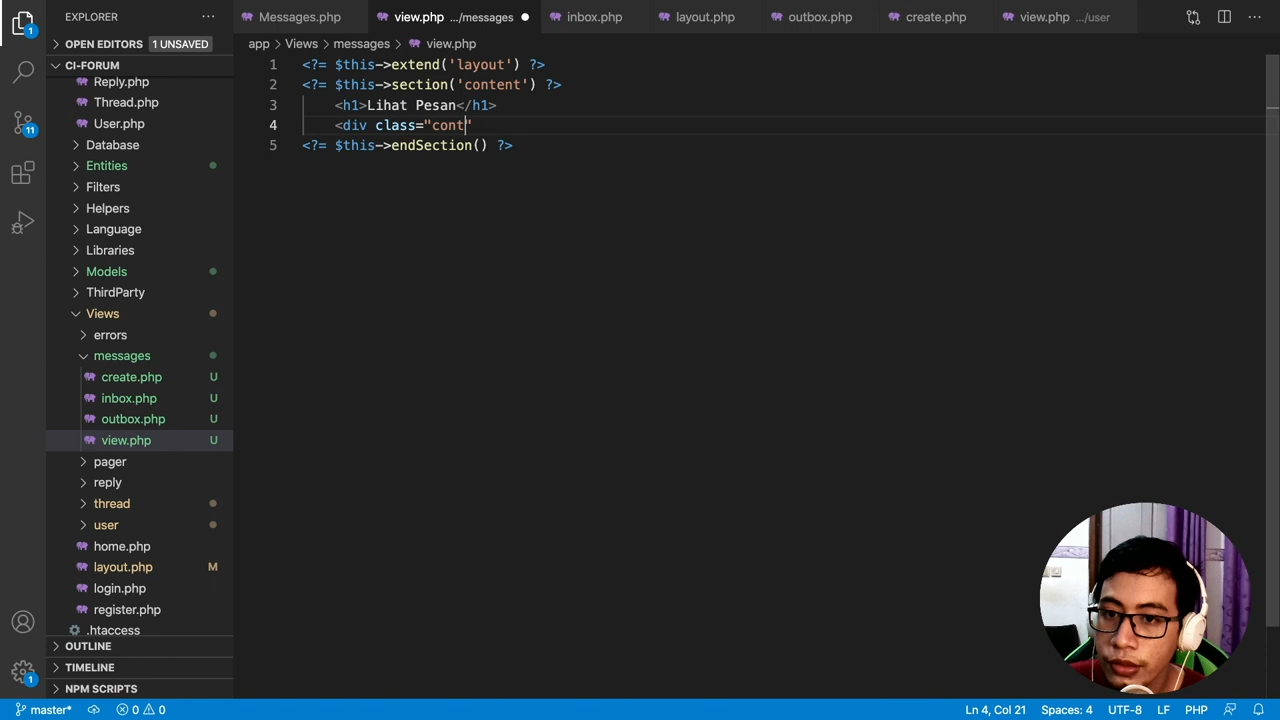 EXPLORER
Messages.php
view.php .../messages
inbox.php
layout.php
outbox.php
create.php
view.php .../user
OPEN EDITORS 1 UNSAVED
app > Views > messages > view.php
CI-FORUM
Reply.php
Thread.php
User.php
Database
Entities
Filters
Helpers
Language
Libraries
Models
ThirdParty
Views
errors
messages
create.php U
inbox.php U
outbox.php U
view.php U
pager
reply
thread
user
home.php
layout.php M
login.php
register.php
.htaccess
OUTLINE
TIMELINE
NPM SCRIPTS
1
11
1
1 <?= $this->extend('layout') ?>
2 <?= $this->section('content') ?>
3 <h1>Lihat Pesan</h1>
4 <div class="cont"
5 <?= $this->endSection() ?>
master* 0 0 Ln 4, Col 21 Spaces: 4 UTF-8 LF PHP